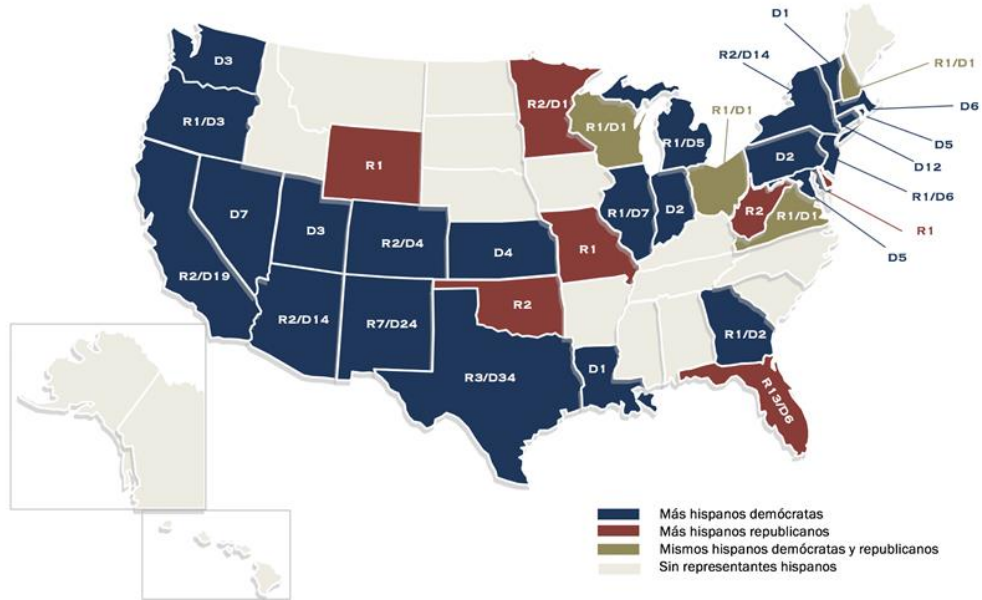 D1
R2/D14
D3
R1/D1
R1/D3
R2/D1
R1/D1
R1/D1
D6
R1/D5
D5
D2
D12
R1
R1/D6
R1/D7
D2
D7
D3
R2
R1/D1
R2/D4
R1
R1
D4
D5
R2/D19
R2
R2/D14
R7/D24
R1/D2
R3/D34
D1
R13/D6
Más hispanos demócratas
Más hispanos republicanos
Mismos hispanos demócratas y republicanos
Sin representantes hispanos